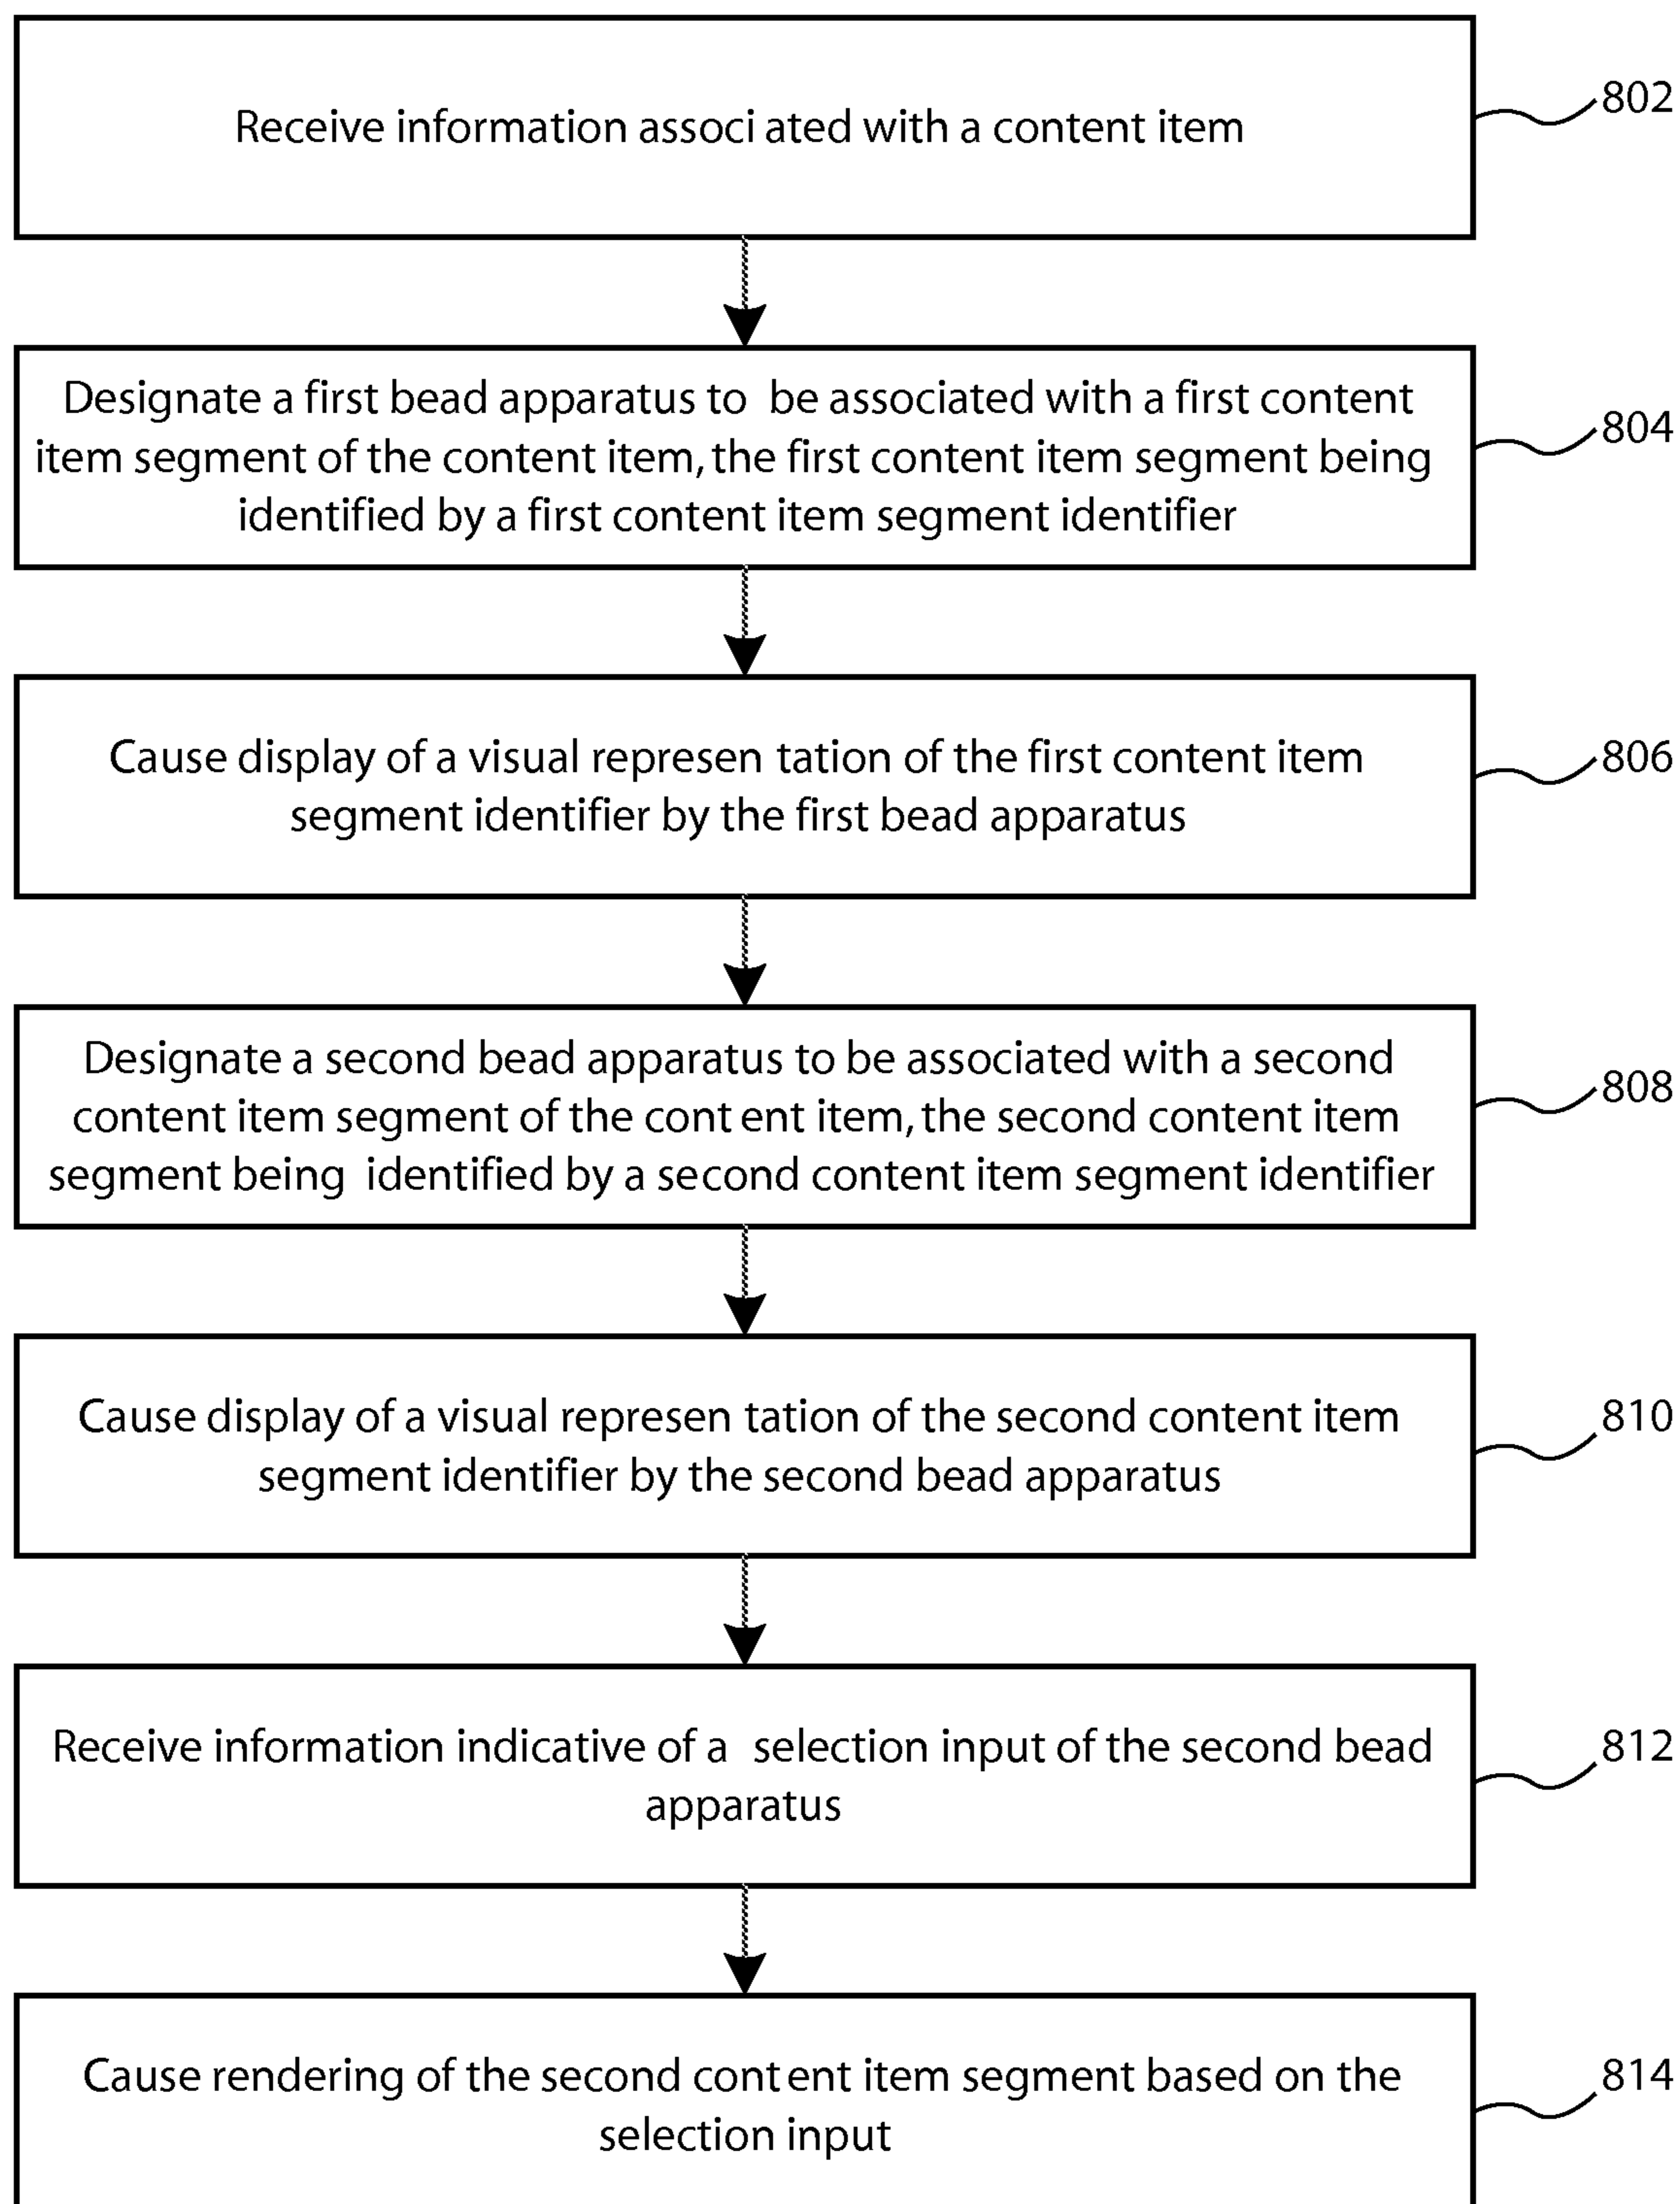 Receive information associ ated with a content item
802
Designate a first bead apparatus to be associated with a first content
item segment of the content item, the first content item segment being
identified by a first content item segment identifier
804
Cause display of a visual represen tation of the first content item
segment identifier by the first bead apparatus
806
Designate a second bead apparatus to be associated with a second
content item segment of the cont ent item, the second content item
segment being identified by a second content item segment identifier
808
Cause display of a visual represen tation of the second content item
segment identifier by the second bead apparatus
810
Receive information indicative of a selection input of the second bead
apparatus
812
Cause rendering of the second cont ent item segment based on the
selection input
814